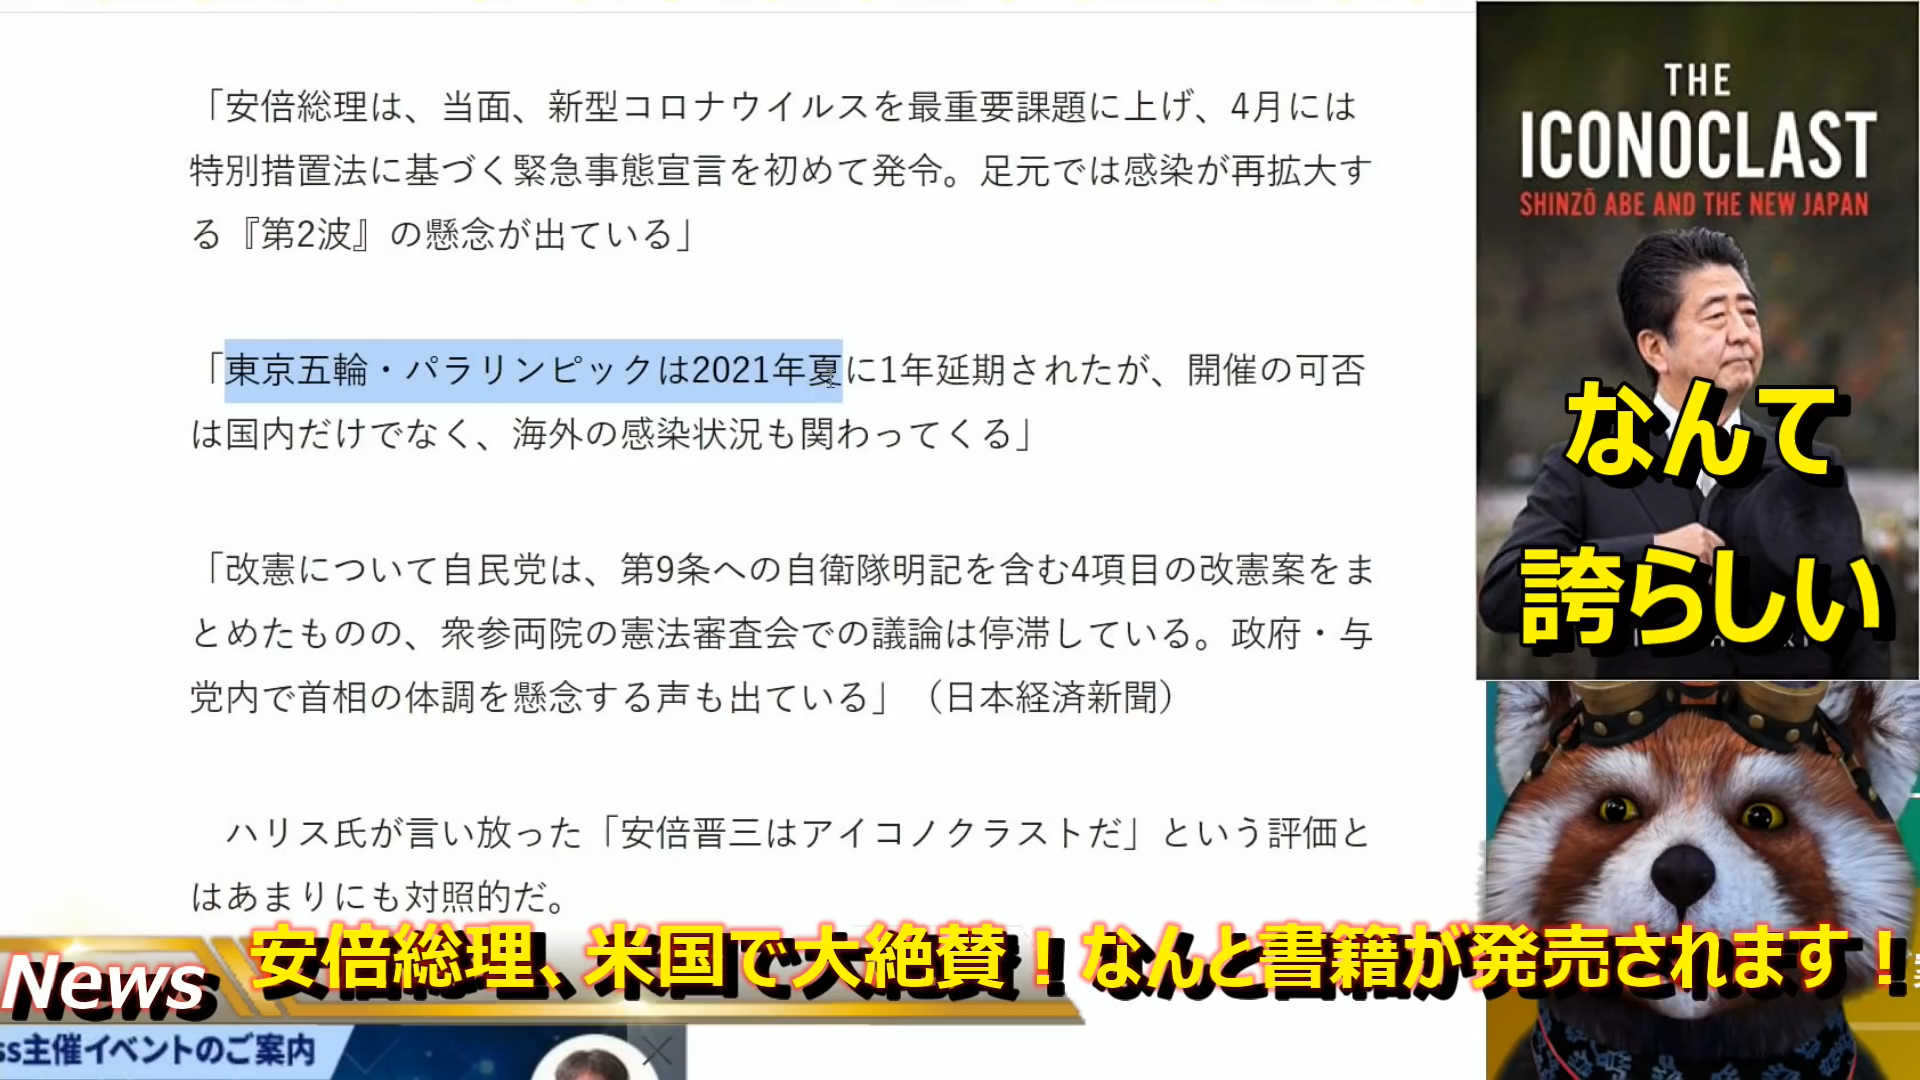 「安倍総理は、当面、新型コロナウイルスを最重要課題に上げ、4月には
特別措置法に基づく緊急事態宣言を初めて発令。足元では感染が再拡大す
る『第2波』の懸念が出ている」
「東京五輪・パラリンピックは2021年夏に1年延期されたが、開催の可否
は国内だけでなく、海外の感染状況も関わってくる」
「改憲について自民党は、第9条への自衛隊明記を含む4項目の改憲案をま
とめたものの、衆参両院の憲法審査会での議論は停滞している。政府・与
党内で首相の体調を懸念する声も出ている」（日本経済新聞）
ハリス氏が言い放った「安倍晋三はアイコノクラストだ」という評価と
はあまりにも対照的だ。
THE
ICONOCLAST
SHINZŌ ABE AND THE NEW JAPAN
なんて
誇らしい
News
安倍総理、米国で大絶賛！なんと書籍が発売されます！
ss主催イベントのご案内